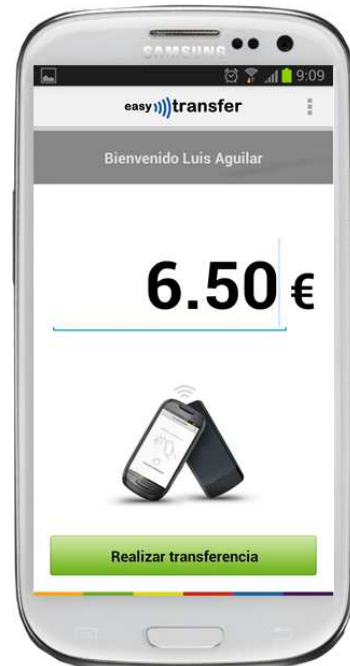 SAMSUNG
9:09
easy transfer
Bienvenido Luis Aguilar
6.50 €
Realizar transferencia